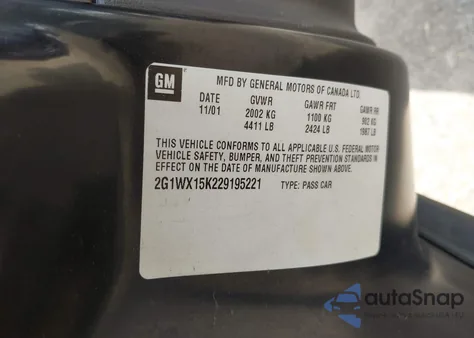 GM
MFD BY GENERAL MOTORS OF CANADA LTD.
DATE GVWR GAWR FRT GAWR RR
11/01 2002 KG 1100 KG 902 KG
4411 LB 2424 LB 1987 LB
THIS VEHICLE CONFORMS TO ALL APPLICABLE U.S. FEDERAL MOTOR
VEHICLE SAFETY, BUMPER, AND THEFT PREVENTION STANDARDS IN
EFFECT ON THE DATE OF MANUFACTURE SHOWN ABOVE.
2G1WX15K229195221 TYPE: PASS CAR
autoSnap